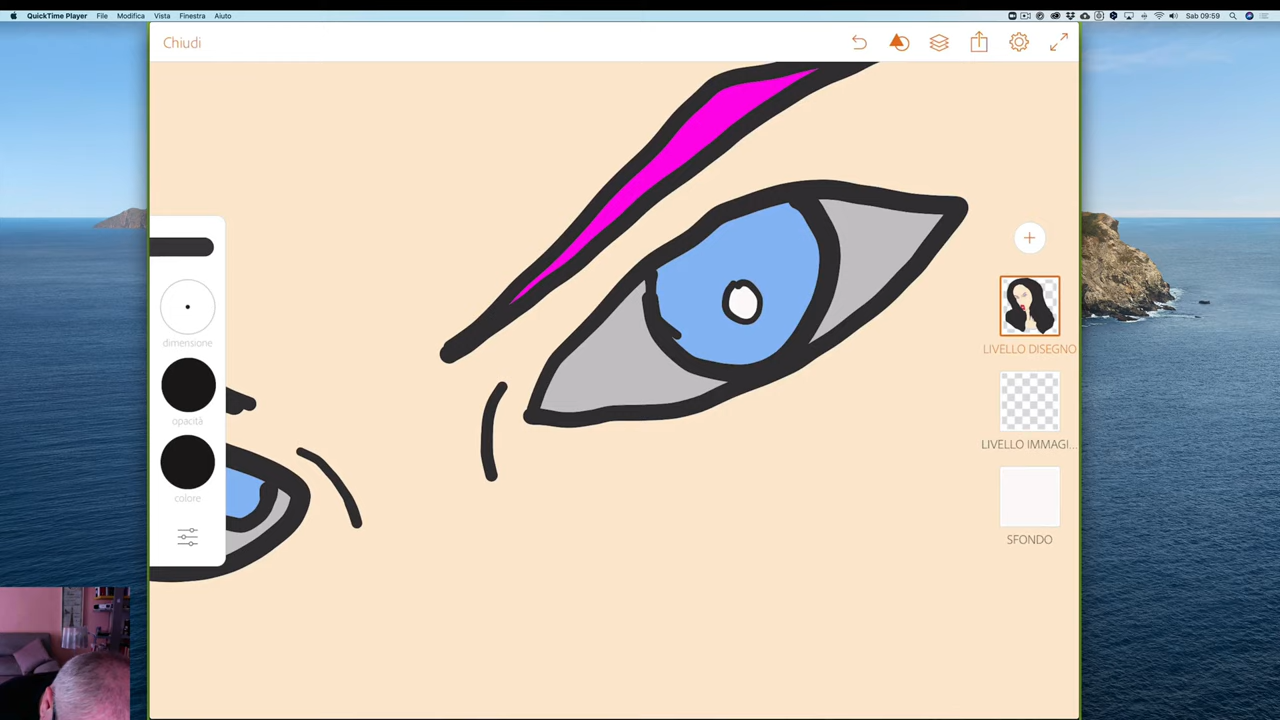 QuickTime Player File Modifica Vista Finestra Aiuto
Sab 09:59
Chiudi
dimensione
opacità
colore
LIVELLO DISEGNO
LIVELLO IMMAGI...
SFONDO